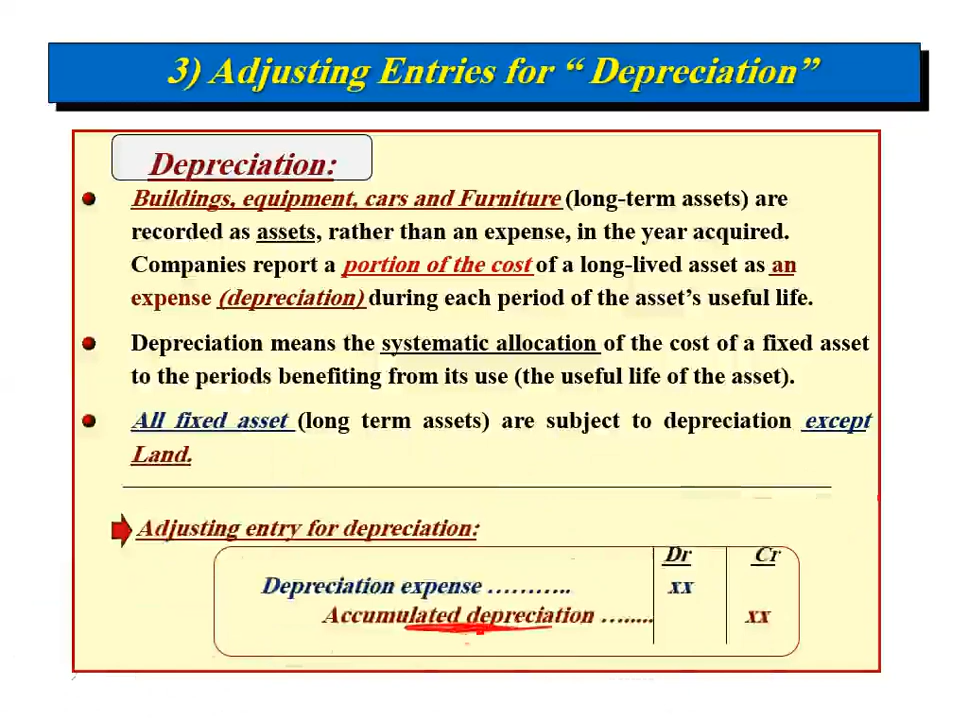 3) Adjusting Entries for “ Depreciation”
Depreciation:
Buildings, equipment, cars and Furniture (long-term assets) are
recorded as assets, rather than an expense, in the year acquired.
Companies report a portion of the cost of a long-lived asset as an
expense (depreciation) during each period of the asset’s useful life.
Depreciation means the systematic allocation of the cost of a fixed asset
to the periods benefiting from its use (the useful life of the asset).
All fixed asset (long term assets) are subject to depreciation except
Land.
Adjusting entry for depreciation:
Dr Cr
Depreciation expense ……….. xx
Accumulated depreciation …..... xx